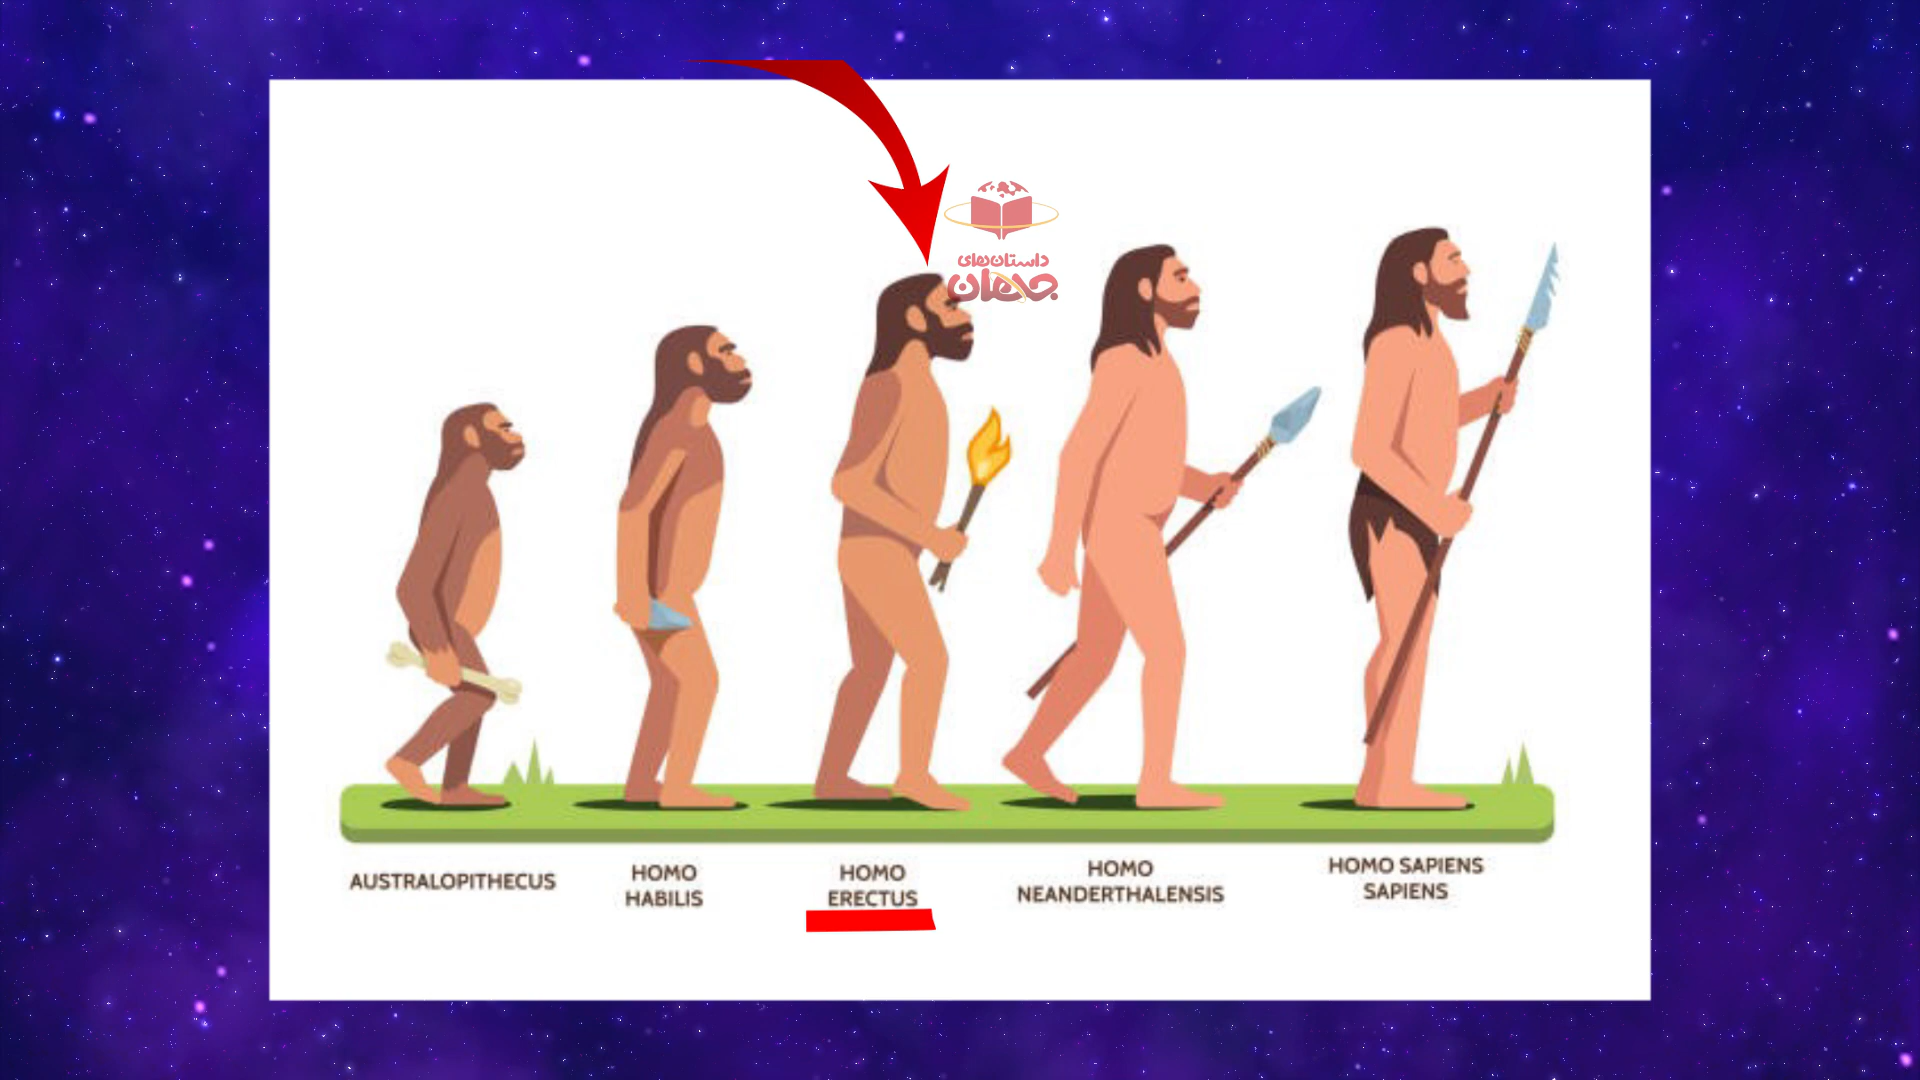 داستان‌های
جهان
AUSTRALOPITHECUS
HOMO
HABILIS
HOMO
ERECTUS
HOMO
NEANDERTHALENSIS
HOMO SAPIENS
SAPIENS